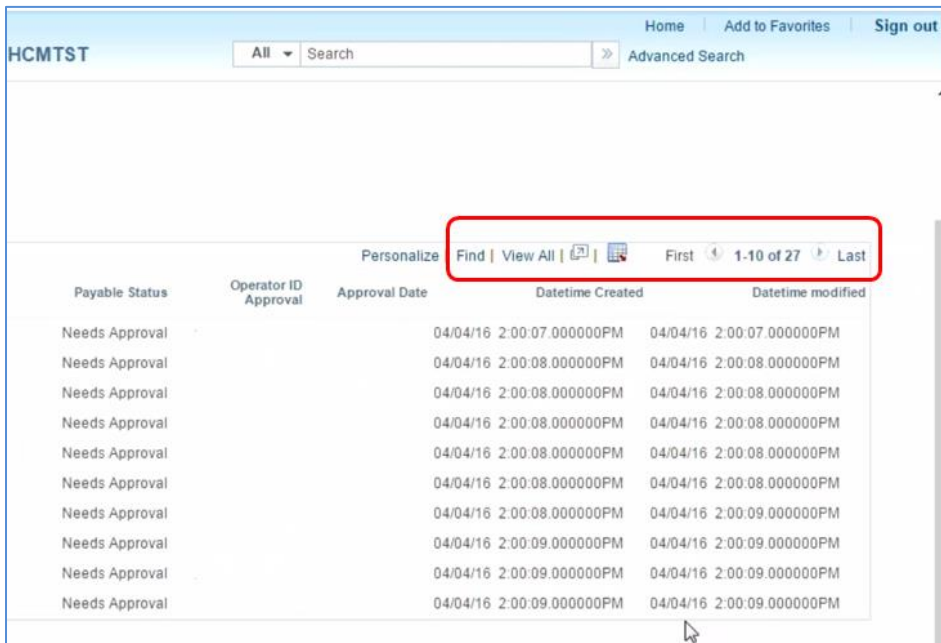 Home | Add to Favorites | Sign out
HCMTST All Search » Advanced Search
Personalize | Find | View All | | First 1-10 of 27 Last
Payable Status Operator ID Approval Approval Date Datetime Created Datetime modified
Needs Approval 04/04/16 2:00:07.000000PM 04/04/16 2:00:07.000000PM
Needs Approval 04/04/16 2:00:08.000000PM 04/04/16 2:00:08.000000PM
Needs Approval 04/04/16 2:00:08.000000PM 04/04/16 2:00:08.000000PM
Needs Approval 04/04/16 2:00:08.000000PM 04/04/16 2:00:08.000000PM
Needs Approval 04/04/16 2:00:08.000000PM 04/04/16 2:00:08.000000PM
Needs Approval 04/04/16 2:00:08.000000PM 04/04/16 2:00:08.000000PM
Needs Approval 04/04/16 2:00:08.000000PM 04/04/16 2:00:09.000000PM
Needs Approval 04/04/16 2:00:09.000000PM 04/04/16 2:00:09.000000PM
Needs Approval 04/04/16 2:00:09.000000PM 04/04/16 2:00:09.000000PM
Needs Approval 04/04/16 2:00:09.000000PM 04/04/16 2:00:09.000000PM